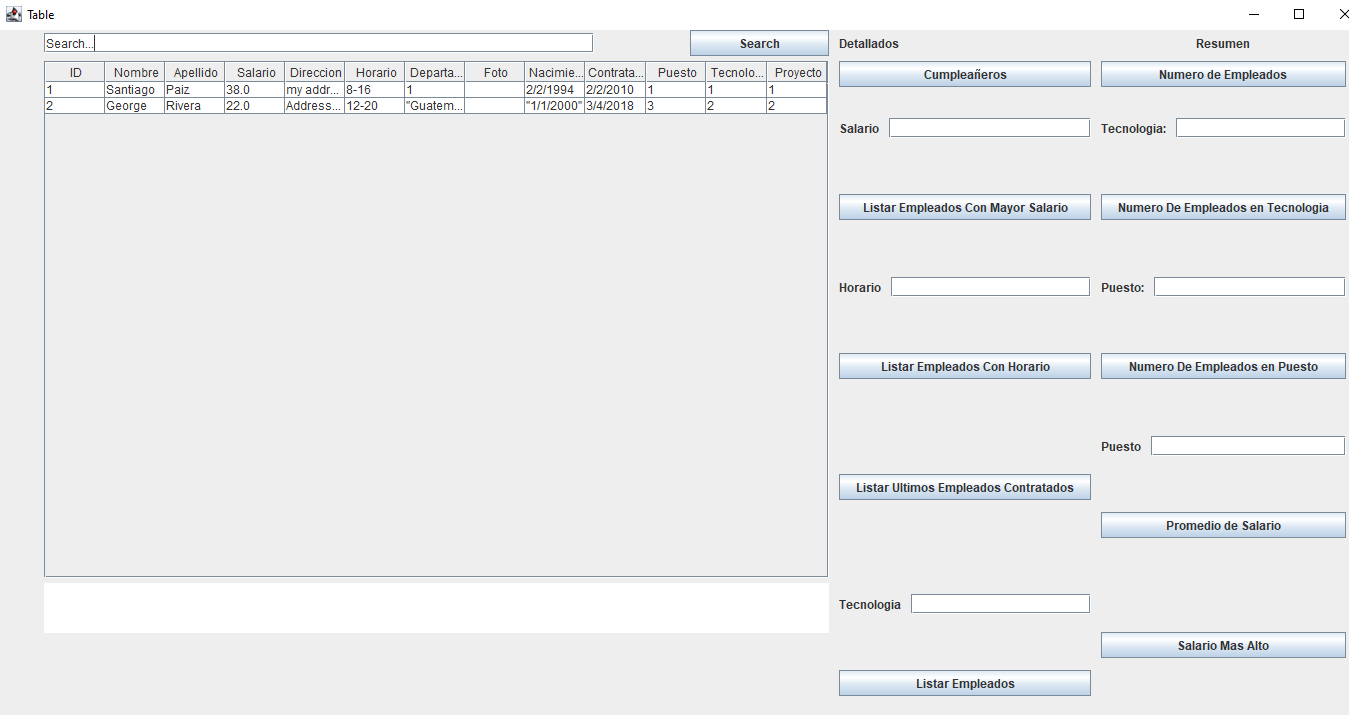 Table
Search... Search Detallados Resumen
ID Nombre Apellido Salario Direccion Horario Departa... Foto Nacimie... Contrata... Puesto Tecnolo... Proyecto
1 Santiago Paiz 38.0 my addr... 8-16 1 2/2/1994 2/2/2010 1 1 1
2 George Rivera 22.0 Address... 12-20 "Guatem... "1/1/2000" 3/4/2018 3 2 2
Cumpleañeros Numero de Empleados
Salario Tecnologia:
Listar Empleados Con Mayor Salario Numero De Empleados en Tecnologia
Horario Puesto:
Listar Empleados Con Horario Numero De Empleados en Puesto
Puesto
Listar Ultimos Empleados Contratados
Promedio de Salario
Tecnologia
Salario Mas Alto
Listar Empleados